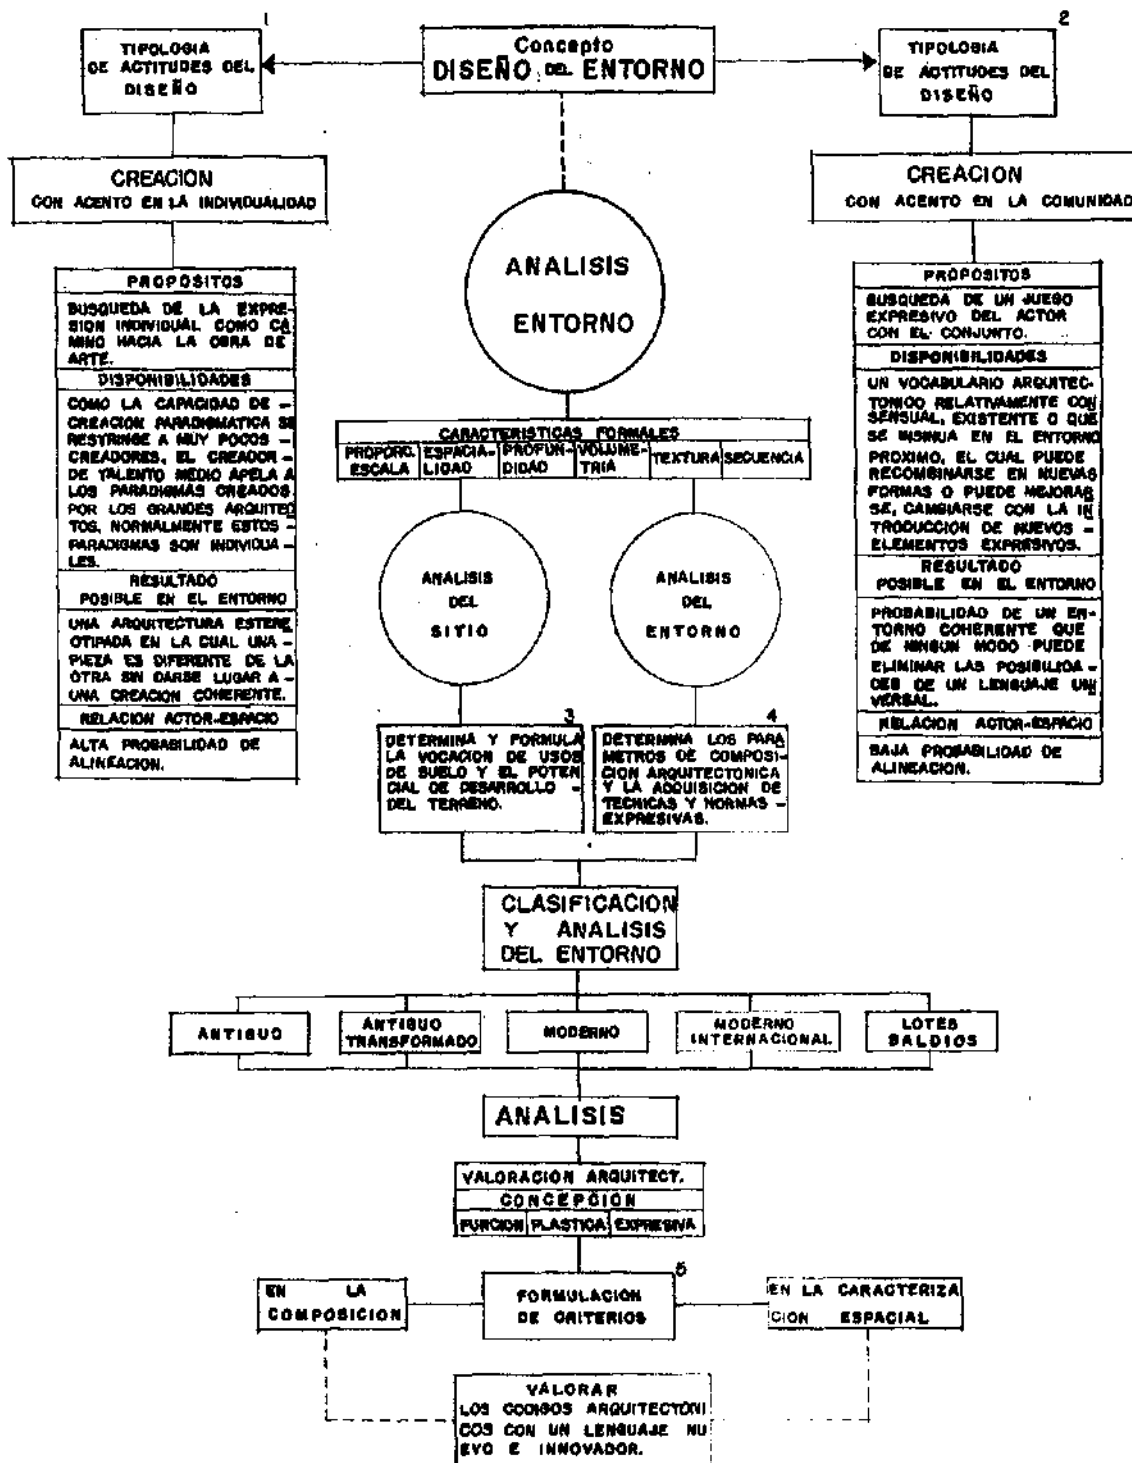 1
TIPOLOGIA
DE ACTITUDES DEL
DISEÑO
Concepto
DISEÑO DEL ENTORNO
2
TIPOLOGIA
DE ACTITUDES DEL
DISEÑO
CREACION
CON ACENTO EN LA INDIVIDUALIDAD
CREACION
CON ACENTO EN LA COMUNIDAD
ANALISIS
ENTORNO
PROPOSITOS
BUSQUEDA DE LA EXPRE-
SION INDIVIDUAL COMO CA
MINO HACIA LA OBRA DE
ARTE.
DISPONIBILIDADES
COMO LA CAPACIDAD DE -
CREACION PARADIGMATICA SE
RESTRINGE A MUY POCOS -
CREADORES, EL CREADOR -
DE TALENTO MEDIO APELA A
LOS PARADIGMAS CREADOS
POR LOS GRANDES ARQUITEC
TOS. NORMALMENTE ESTOS -
PARADIGMAS SON INDIVIDUA -
LES.
RESULTADO
POSIBLE EN EL ENTORNO
UNA ARQUITECTURA ESTERE
OTIPADA EN LA CUAL UNA -
PIEZA ES DIFERENTE DE LA
OTRA SIN DARSE LUGAR A -
UNA CREACION COHERENTE.
RELACION ACTOR-ESPACIO
ALTA PROBABILIDAD DE
ALINEACION.
PROPOSITOS
BUSQUEDA DE UN JUEGO
EXPRESIVO DEL ACTOR
CON EL CONJUNTO.
DISPONIBILIDADES
UN VOCABULARIO ARQUITEC-
TONICO RELATIVAMENTE CON
SENSUAL, EXISTENTE O QUE
SE INSINUA EN EL ENTORNO
PROXIMO, EL CUAL PUEDE
RECOMBINARSE EN NUEVAS
FORMAS O PUEDE MEJORAR
SE, CAMBIARSE CON LA IN
TRODUCCION DE NUEVOS -
ELEMENTOS EXPRESIVOS.
RESULTADO
POSIBLE EN EL ENTORNO
PROBABILIDAD DE UN EN-
TORNO COHERENTE QUE
DE NINGUN MODO PUEDE
ELIMINAR LAS POSIBILIDA -
DES DE UN LENGUAJE UNI
VERSAL.
RELACION ACTOR-ESPACIO
BAJA PROBABILIDAD DE
ALINEACION.
CARACTERISTICAS FORMALES
PROPORC. ESCALA
ESPACIA- LIDAD
PROFUN- DIDAD
VOLUME- TRIA
TEXTURA
SECUENCIA
ANALISIS
DEL
SITIO
ANALISIS
DEL
ENTORNO
3
DETERMINA Y FORMULA
LA VOCACION DE USOS
DE SUELO Y EL POTEN
CIAL DE DESARROLLO -
DEL TERRENO.
4
DETERMINA LOS PARA
METROS DE COMPOSI-
CION ARQUITECTONICA
Y LA ADQUISICION DE
TECNICAS Y NORMAS -
EXPRESIVAS.
CLASIFICACION
Y ANALISIS
DEL ENTORNO
ANTIGUO
ANTIGUO
TRANSFORMADO
MODERNO
MODERNO
INTERNACIONAL
LOTES
BALDIOS
ANALISIS
VALORACION ARQUITECT.
CONCEPCION
FUNCION PLASTICA EXPRESIVA
EN LA
COMPOSICION
5
FORMULACION
DE CRITERIOS
EN LA CARACTERIZA
CION ESPACIAL
VALORAR
LOS CODIGOS ARQUITECTONI
COS CON UN LENGUAJE NU
EVO E INNOVADOR.